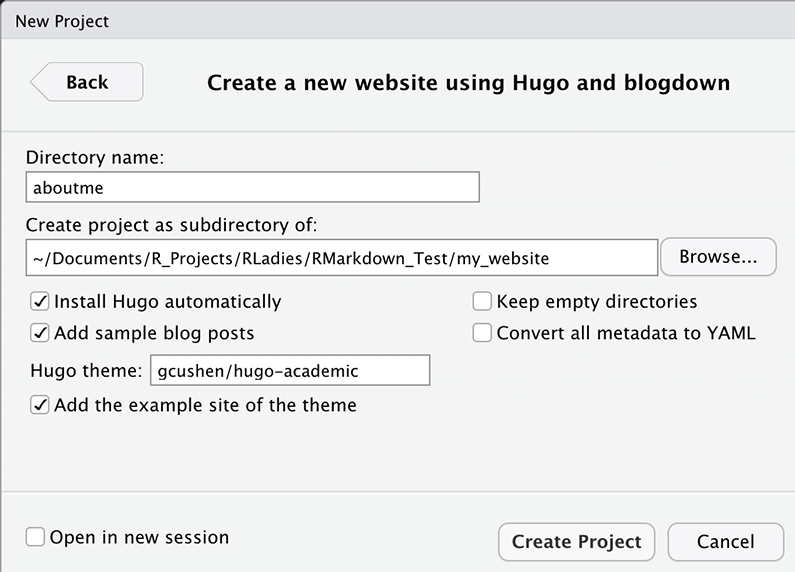 New Project
Back
Create a new website using Hugo and blogdown
Directory name:
aboutme
Create project as subdirectory of:
~/Documents/R_Projects/RLadies/RMarkdown_Test/my_website
Browse...
Install Hugo automatically
Keep empty directories
Add sample blog posts
Convert all metadata to YAML
Hugo theme: gcushen/hugo-academic
Add the example site of the theme
Open in new session
Create Project
Cancel